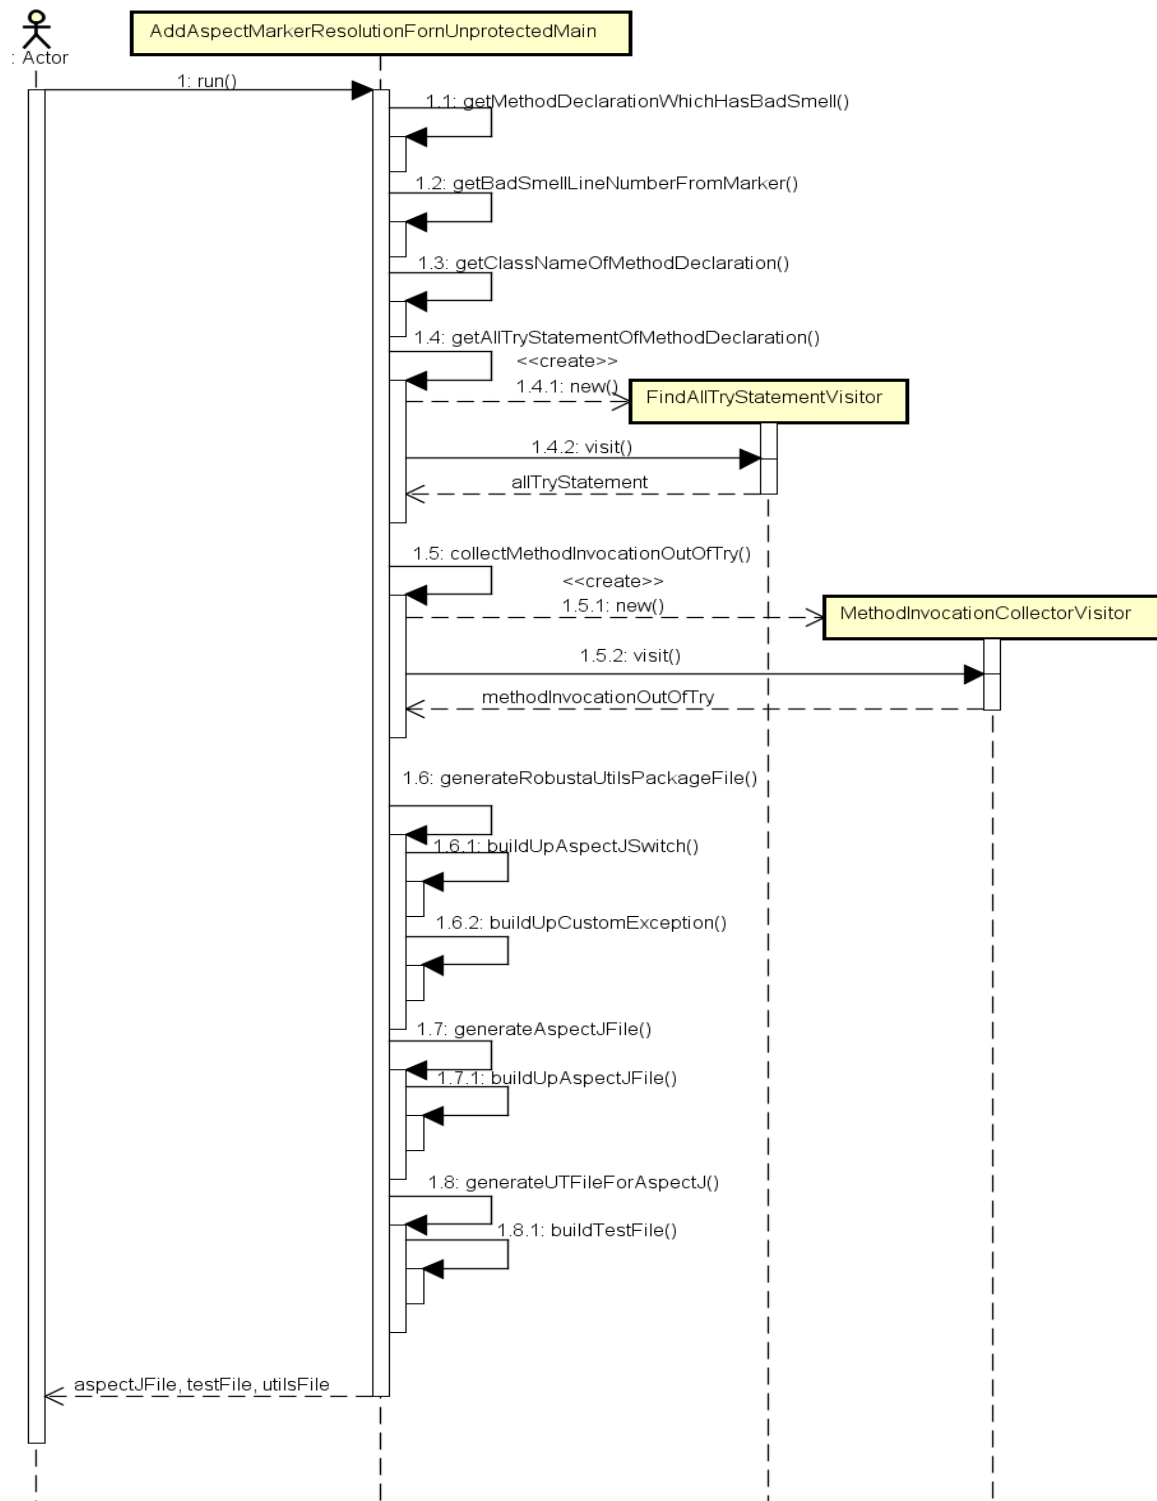 AddAspectMarkerResolutionFornUnprotectedMain
: Actor
1: run()
1.1: getMethodDeclarationWhichHasBadSmell()
1.2: getBadSmellLineNumberFromMarker()
1.3: getClassNameOfMethodDeclaration()
1.4: getAllTryStatementOfMethodDeclaration()
<<create>>
1.4.1: new()
FindAllTryStatementVisitor
1.4.2: visit()
allTryStatement
1.5: collectMethodInvocationOutOfTry()
<<create>>
1.5.1: new()
MethodInvocationCollectorVisitor
1.5.2: visit()
methodInvocationOutOfTry
1.6: generateRobustaUtilsPackageFile()
1.6.1: buildUpAspectJSwitch()
1.6.2: buildUpCustomException()
1.7: generateAspectJFile()
1.7.1: buildUpAspectJFile()
1.8: generateUTFileForAspectJ()
1.8.1: buildTestFile()
aspectJFile, testFile, utilsFile